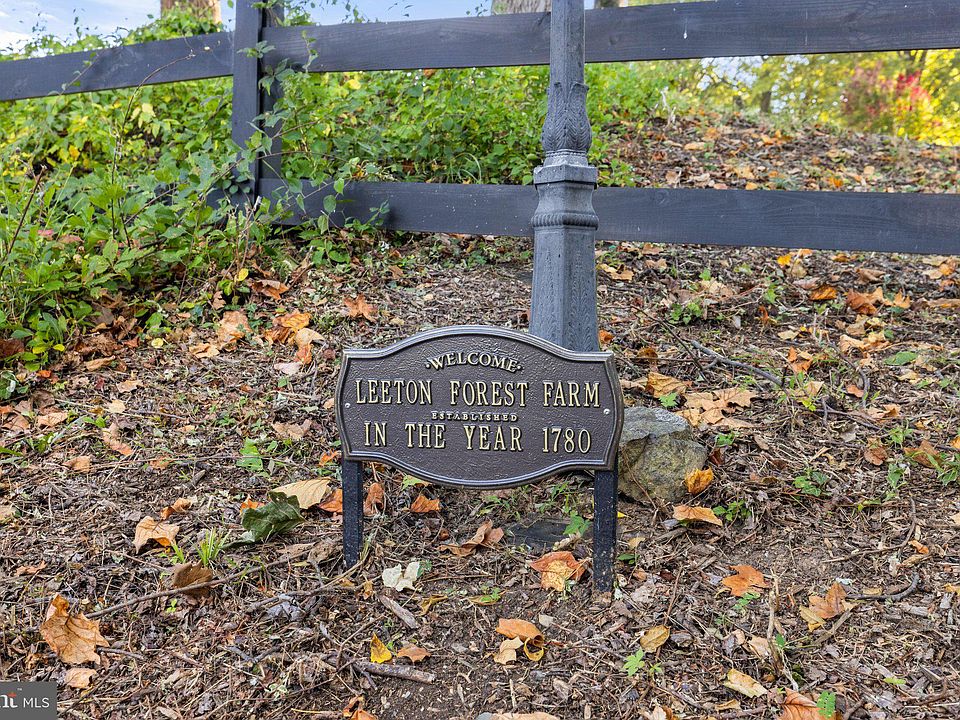 WELCOME
LEETON FOREST FARM
ESTABLISHED
IN THE YEAR 1780
MLS